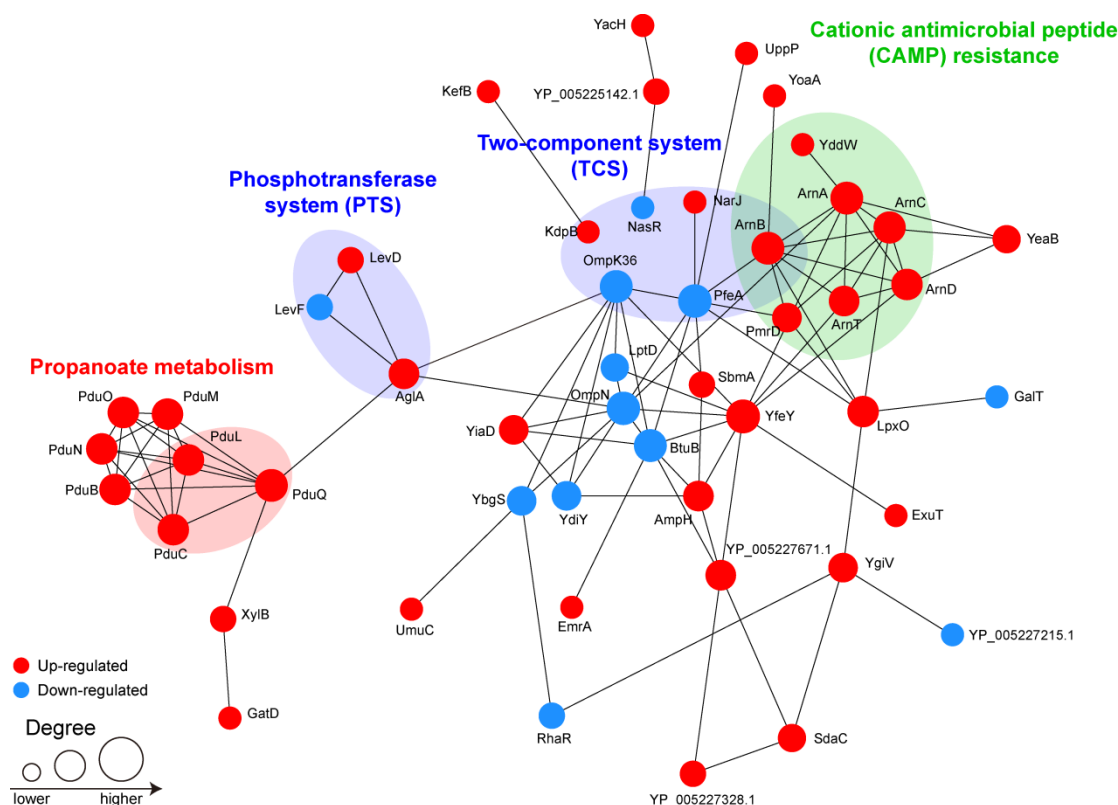 YacH
UppP
Cationic antimicrobial peptide
(CAMP) resistance
KefB
YP_005225142.1
YoaA
Two-component system
(TCS)
YddW
Phosphotransferase
system (PTS)
ArnA
ArnC
NarJ
NasR
ArnB
KdpB
YeaB
LevD
OmpK36
PfeA
ArnD
LevF
ArnT
PmrD
LptD
Propanoate metabolism
SbmA
AglA
OmpN
GalT
PduO
PduM
YfeY
LpxO
PduL
YiaD
BtuB
PduN
PduB
PduQ
YbgS
YdiY
AmpH
ExuT
PduC
YP_005227671.1
YgiV
XylB
UmuC
EmrA
YP_005227215.1
Up-regulated
Down-regulated
GatD
Degree
RhaR
SdaC
lower
higher
YP_005227328.1